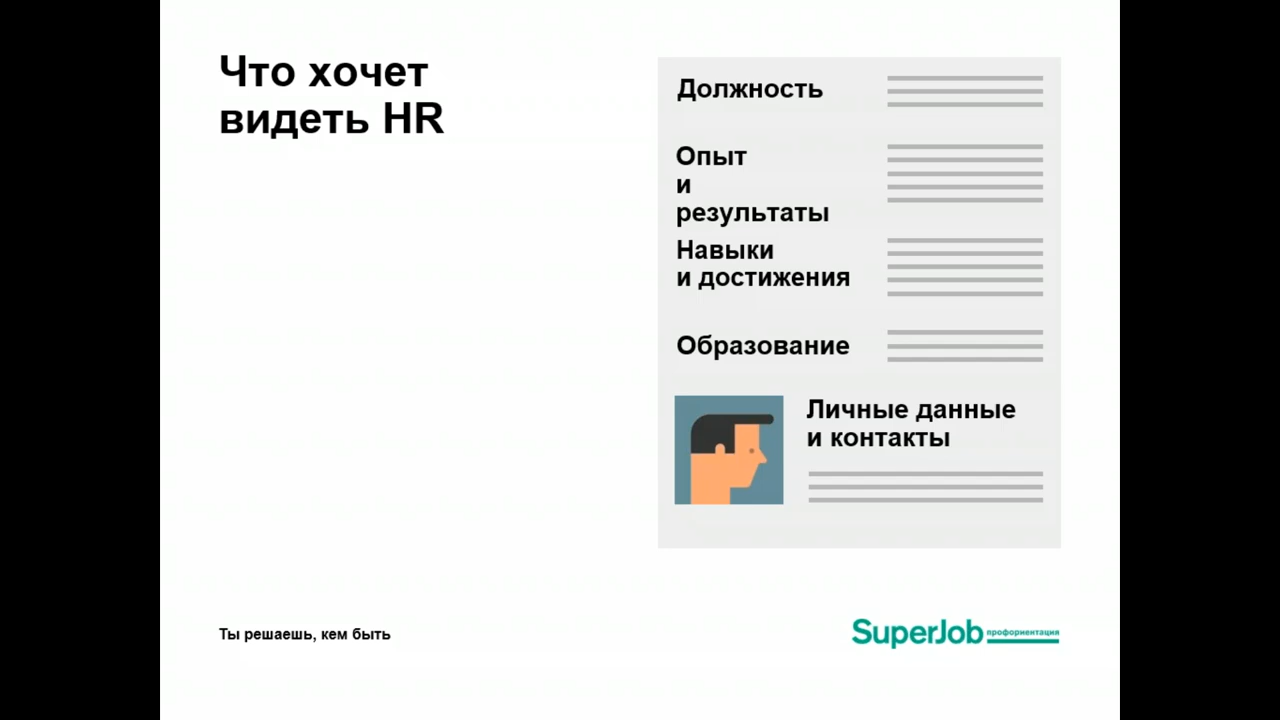 Что хочет
видеть HR
Должность
Опыт
и
результаты
Навыки
и достижения
Образование
Личные данные
и контакты
Ты решаешь, кем быть
SuperJob профориентация